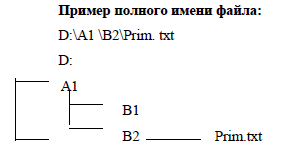 Пример полного имени файла:
D:\A1 \B2\Prim. txt
D:
A1
B1
B2 Prim.txt